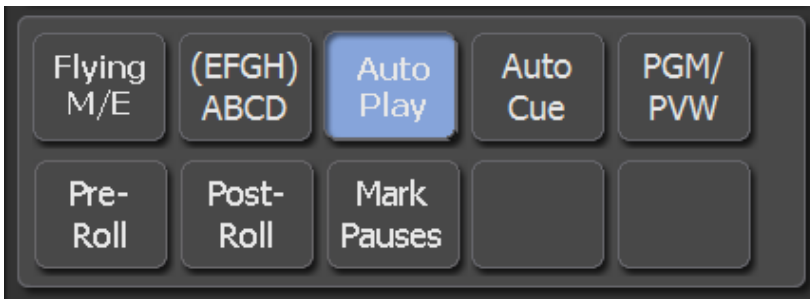 Flying
M/E
(EFGH)
ABCD
Auto
Play
Auto
Cue
PGM/
PVW
Pre-
Roll
Post-
Roll
Mark
Pauses